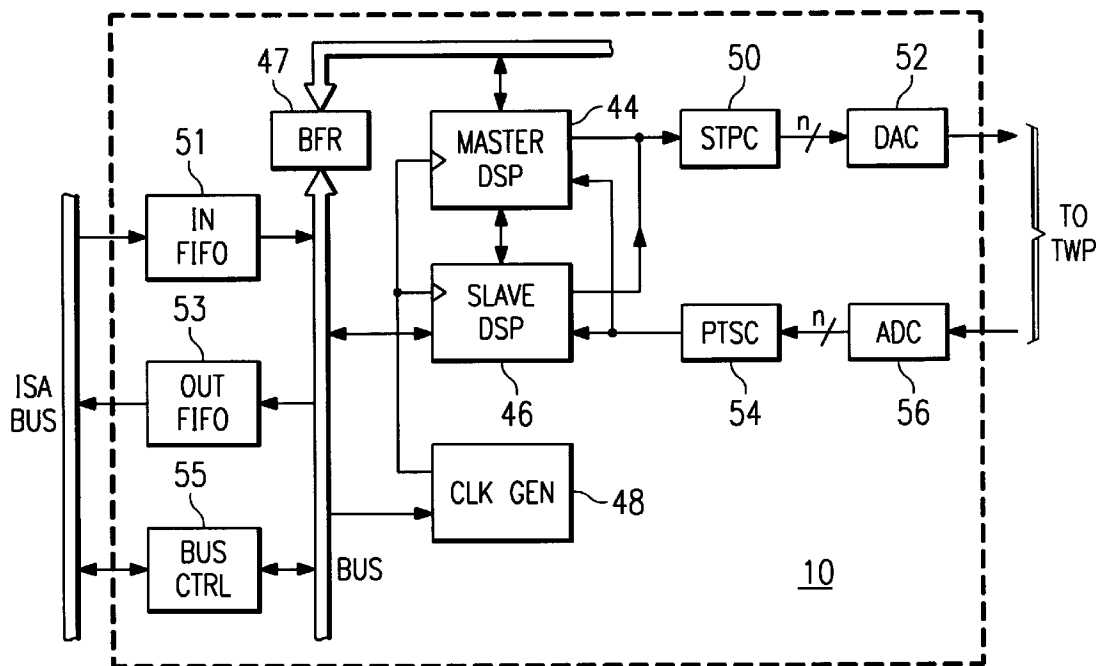 47
BFR
44
MASTER
DSP
50
STPC
n
52
DAC
51
IN
FIFO
TO
TWP
SLAVE
DSP
46
PTSC
54
n
ADC
56
53
OUT
FIFO
ISA
BUS
CLK GEN
48
55
BUS
CTRL
BUS
10